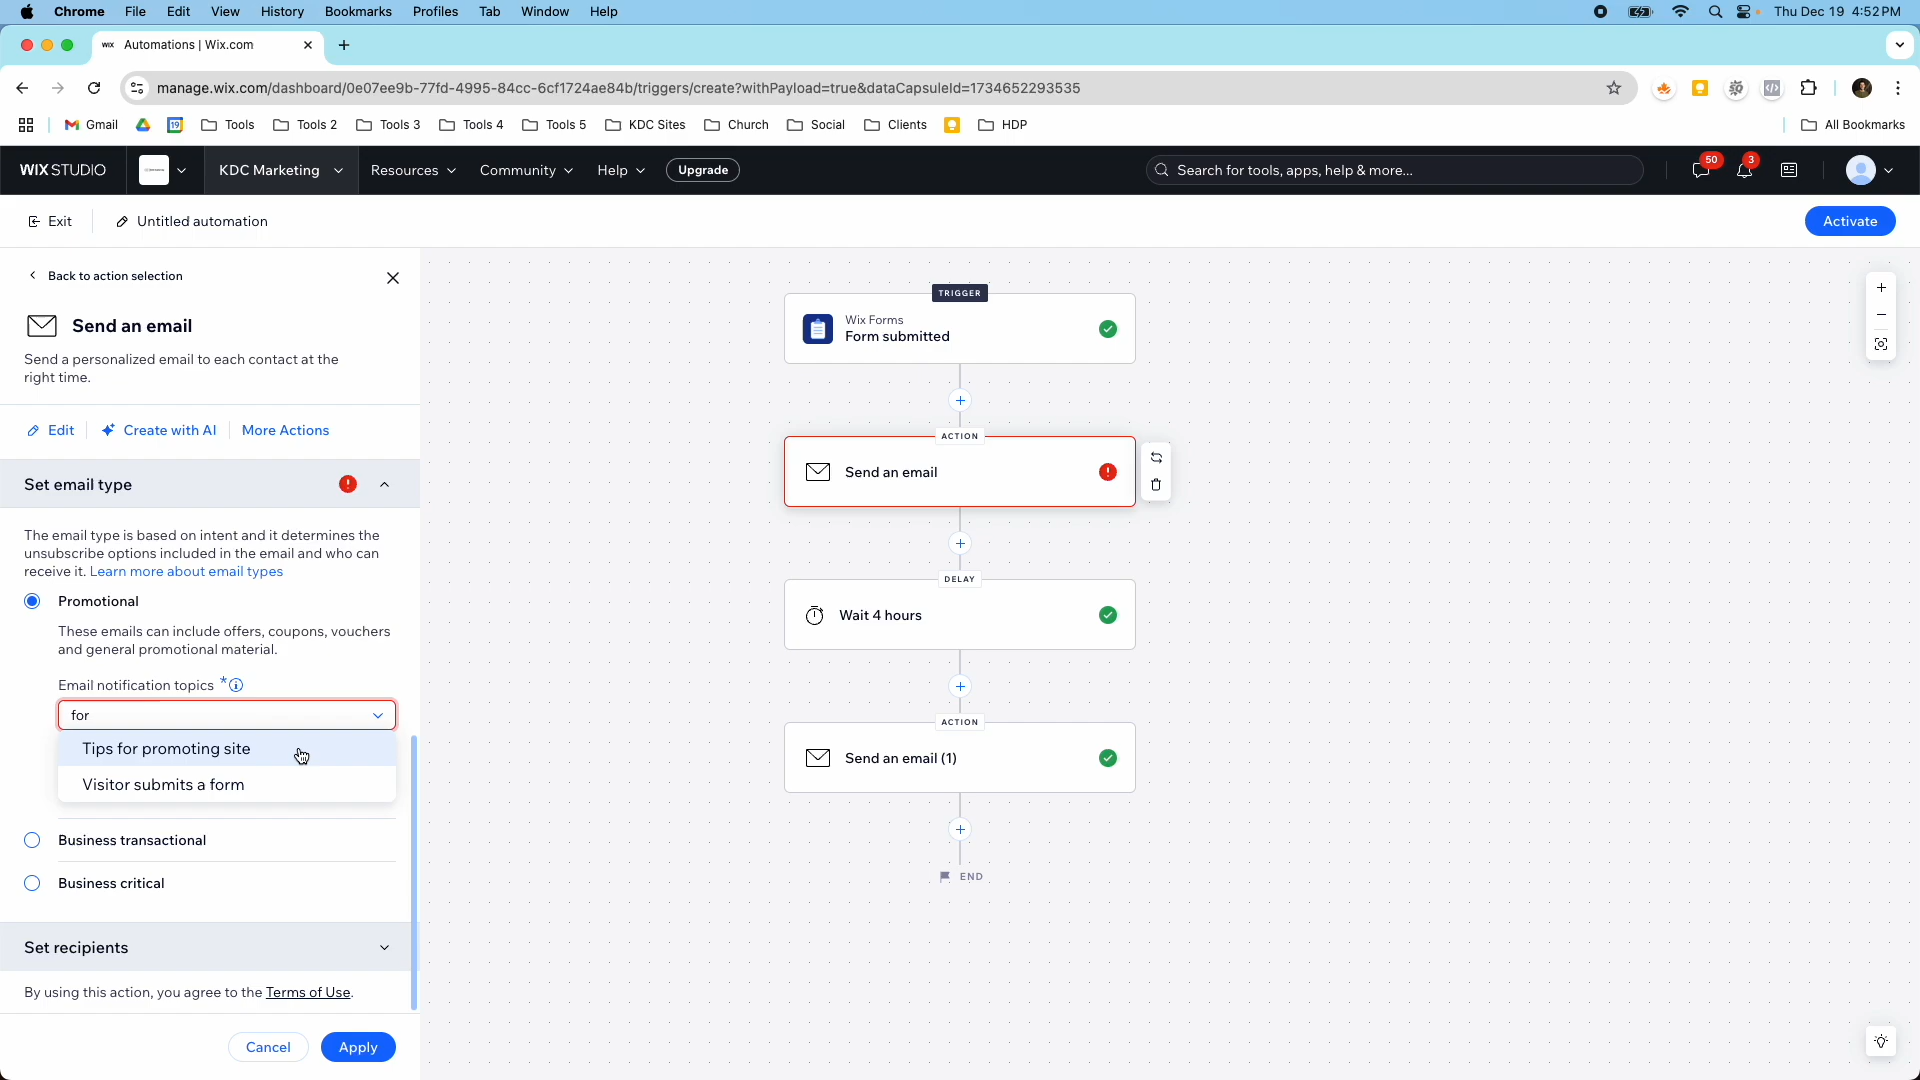 Chrome File Edit View History Bookmarks Profiles Tab Window Help Thu Dec 19 4:52 PM
WIX Automations | Wix.com
manage.wix.com/dashboard/0e07ee9b-77fd-4995-84cc-6cf1724ae84b/triggers/create?withPayload=true&dataCapsuleId=1734652293535
Gmail 19 Tools Tools 2 Tools 3 Tools 4 Tools 5 KDC Sites Church Social Clients HDP All Bookmarks
WIX STUDIO KDC Marketing Resources Community Help Upgrade Search for tools, apps, help & more... 50 3
Exit Untitled automation Activate
Back to action selection
Send an email
Send a personalized email to each contact at the
right time.
Edit Create with AI More Actions
Set email type
The email type is based on intent and it determines the
unsubscribe options included in the email and who can
receive it. Learn more about email types
Promotional
These emails can include offers, coupons, vouchers
and general promotional material.
Email notification topics *
for
Tips for promoting site
Visitor submits a form
Business transactional
Business critical
Set recipients
By using this action, you agree to the Terms of Use.
Cancel Apply
TRIGGER
Wix Forms
Form submitted
ACTION
Send an email
DELAY
Wait 4 hours
ACTION
Send an email (1)
END